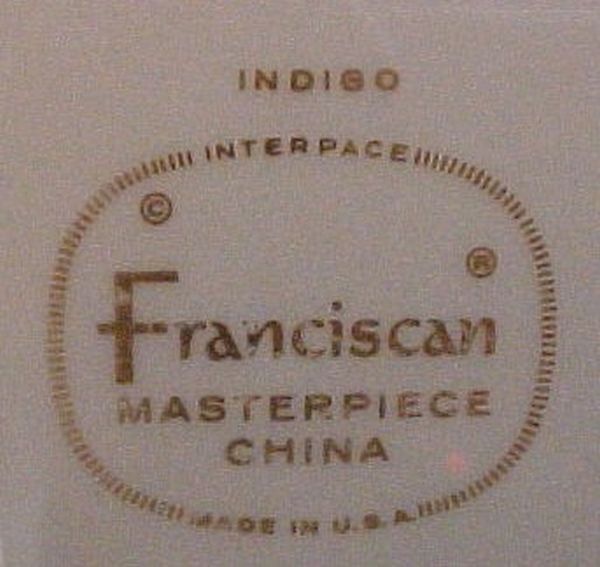 INDIGO
INTERPACE
©
®
Franciscan
MASTERPIECE
CHINA
MADE IN U.S.A.